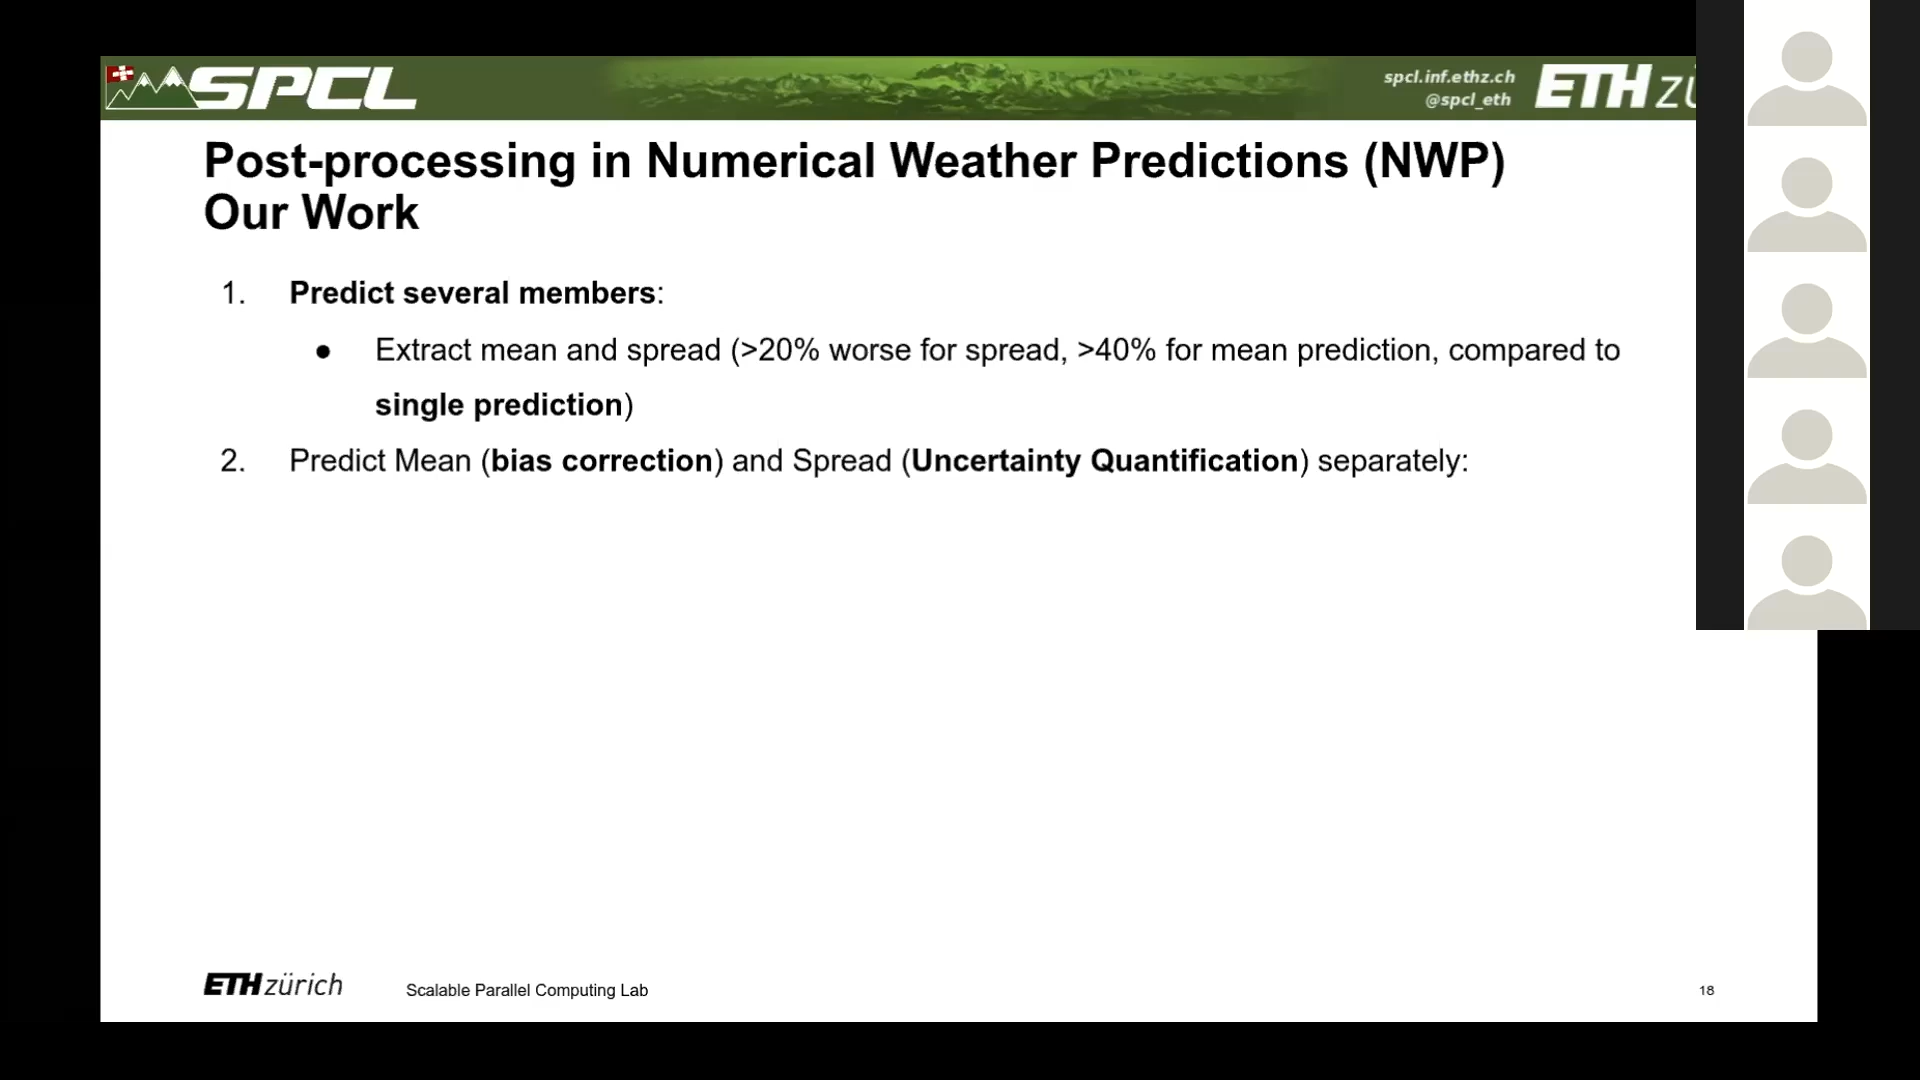 SPCL
spcl.inf.ethz.ch
@spcl_eth
ETH zü
Post-processing in Numerical Weather Predictions (NWP)
Our Work
1. Predict several members:
● Extract mean and spread (>20% worse for spread, >40% for mean prediction, compared to
single prediction)
2. Predict Mean (bias correction) and Spread (Uncertainty Quantification) separately:
ETH zürich
Scalable Parallel Computing Lab
18